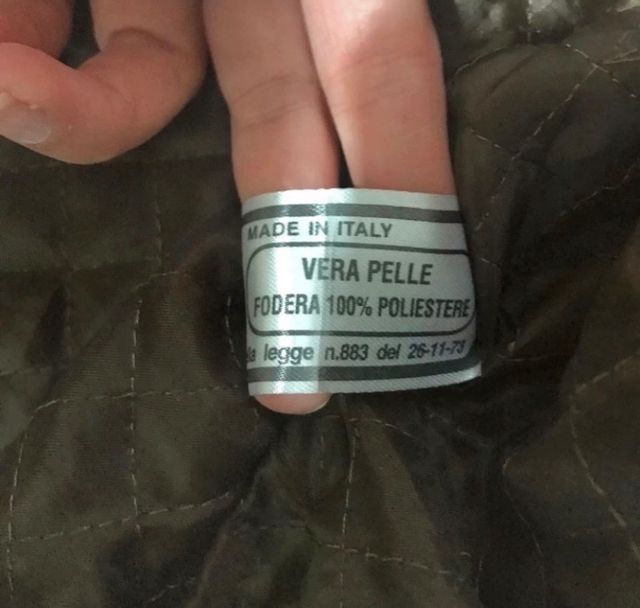 MADE IN ITALY
VERA PELLE
FODERA 100% POLIESTERE
legge n.883 del 26-11-73